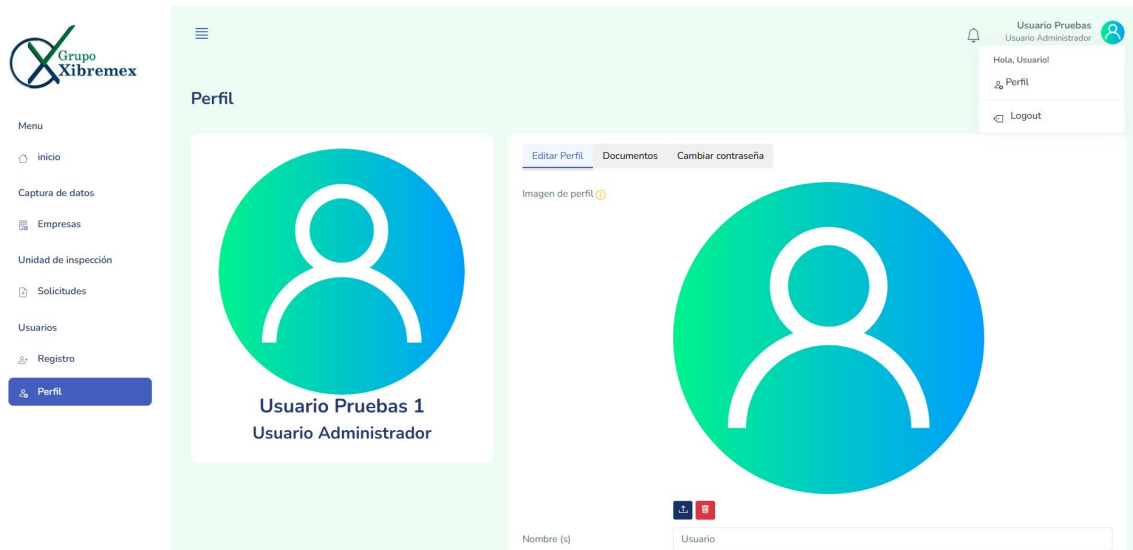 Grupo
Xibremex
Menu
inicio
Captura de datos
Empresas
Unidad de inspección
Solicitudes
Usuarios
Registro
Perfil
Usuario Pruebas
Usuario Administrador
Hola, Usuario!
Perfil
Logout
Perfil
Usuario Pruebas 1
Usuario Administrador
Editar Perfil Documentos Cambiar contraseña
Imagen de perfil
Nombre (s) Usuario